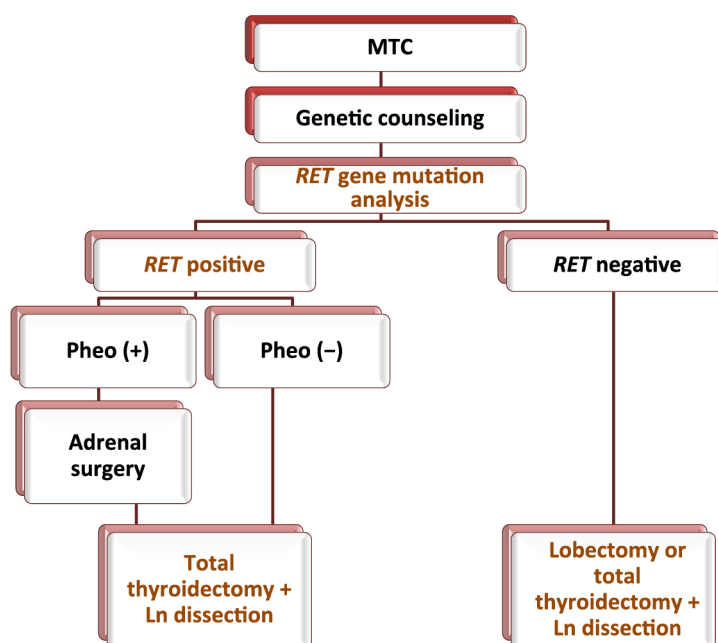 MTC
Genetic counseling
RET gene mutation
analysis
RET positive
RET negative
Pheo (+)
Pheo (−)
Adrenal
surgery
Total
thyroidectomy +
Ln dissection
Lobectomy or
total
thyroidectomy +
Ln dissection